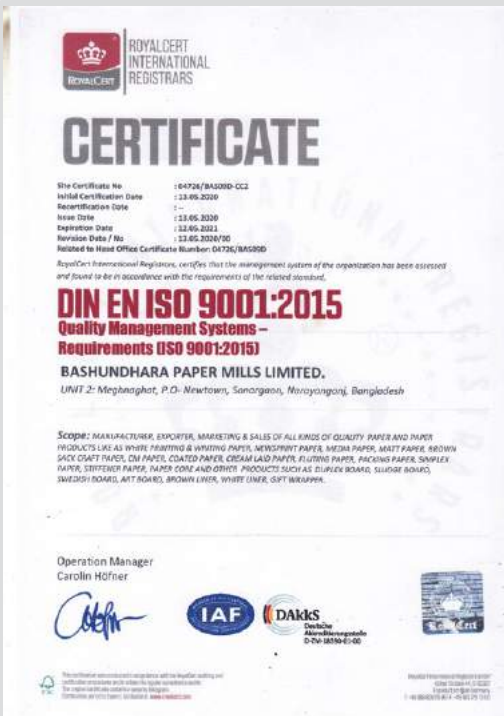 ROYALCERT
INTERNATIONAL
REGISTRARS
ROYALCERT
CERTIFICATE
Site Certificate No : 04726/BAS09D-CC2
Initial Certification Date : 13.05.2020
Recertification Date : --
Issue Date : 13.05.2020
Expiration Date : 12.05.2021
Revision Date / No : 13.05.2020/00
Related to Head Office Certificate Number: 04726/BAS09D
RoyalCert International Registrars, certifies that the management system of the organization has been assessed
and found to be in accordance with the requirements of the related standard,
DIN EN ISO 9001:2015
Quality Management Systems –
Requirements (ISO 9001:2015)
BASHUNDHARA PAPER MILLS LIMITED.
UNIT 2: Meghnaghat, P.O- Newtown, Sonargaon, Narayangonj, Bangladesh
Scope: MANUFACTURER, EXPORTER, MARKETING & SALES OF ALL KINDS OF QUALITY PAPER AND PAPER
PRODUCTS LIKE AS WHITE PRINTING & WRITING PAPER, NEWSPRINT PAPER, MEDIA PAPER, MATT PAPER, BROWN
SACK CRAFT PAPER, CM PAPER, COATED PAPER, CREAM LAID PAPER, FLUTING PAPER, PACKING PAPER, SIMPLEX
PAPER, STIFFENER PAPER, PAPER CORE AND OTHER PRODUCTS SUCH AS DUPLEX BOARD, SLUDGE BOARD,
SWEDISH BOARD, ART BOARD, BROWN LINER, WHITE LINER, GIFT WRAPPER.
Operation Manager
Carolin Höfner
IAF
DAkkS
Deutsche
Akkreditierungsstelle
D-ZM-18590-01-00
RoyalCert